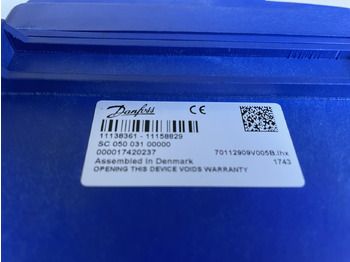 Danfoss
CE
11138361 - 11158829
SC 050 031 00000
000017420237
70112909V005B.lhx
Assembled in Denmark
1743
OPENING THIS DEVICE VOIDS WARRANTY